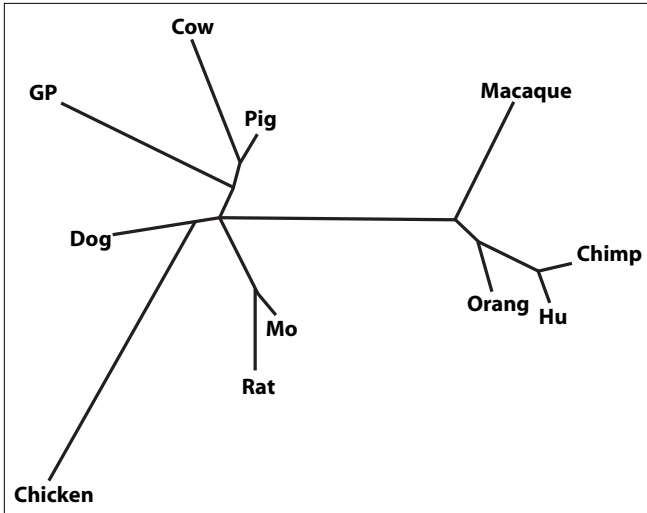 Cow
GP
Macaque
Pig
Dog
Chimp
Orang
Hu
Mo
Rat
Chicken